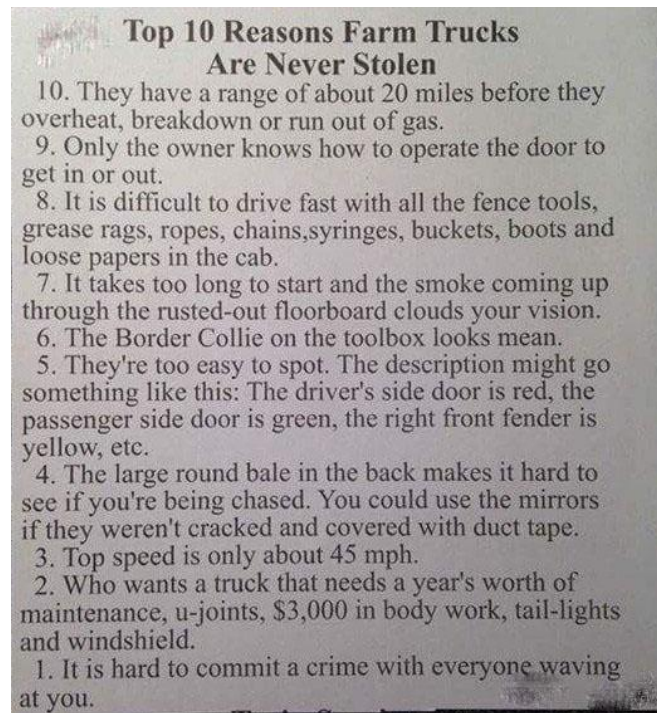 Top 10 Reasons Farm Trucks
Are Never Stolen
10. They have a range of about 20 miles before they
overheat, breakdown or run out of gas.
9. Only the owner knows how to operate the door to
get in or out.
8. It is difficult to drive fast with all the fence tools,
grease rags, ropes, chains,syringes, buckets, boots and
loose papers in the cab.
7. It takes too long to start and the smoke coming up
through the rusted-out floorboard clouds your vision.
6. The Border Collie on the toolbox looks mean.
5. They're too easy to spot. The description might go
something like this: The driver's side door is red, the
passenger side door is green, the right front fender is
yellow, etc.
4. The large round bale in the back makes it hard to
see if you're being chased. You could use the mirrors
if they weren't cracked and covered with duct tape.
3. Top speed is only about 45 mph.
2. Who wants a truck that needs a year's worth of
maintenance, u-joints, $3,000 in body work, tail-lights
and windshield.
1. It is hard to commit a crime with everyone waving
at you.